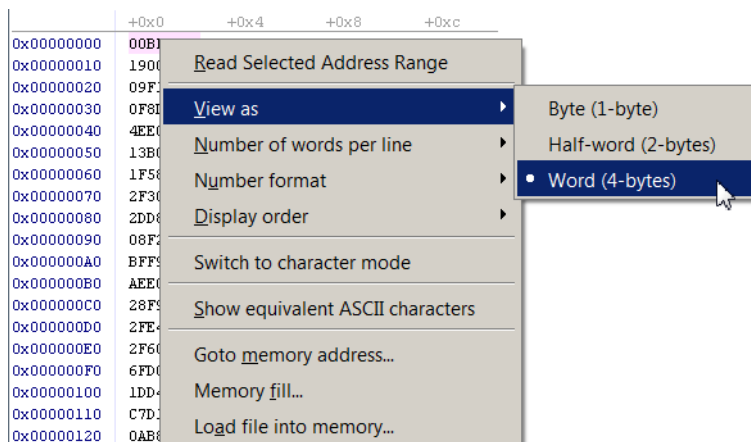 +0x0 +0x4 +0x8 +0xc
0x00000000
0x00000010
0x00000020
0x00000030
0x00000040
0x00000050
0x00000060
0x00000070
0x00000080
0x00000090
0x000000A0
0x000000B0
0x000000C0
0x000000D0
0x000000E0
0x000000F0
0x00000100
0x00000110
0x00000120
Read Selected Address Range
View as
Number of words per line
Number format
Display order
Switch to character mode
Show equivalent ASCII characters
Goto memory address...
Memory fill...
Load file into memory...
Byte (1-byte)
Half-word (2-bytes)
Word (4-bytes)